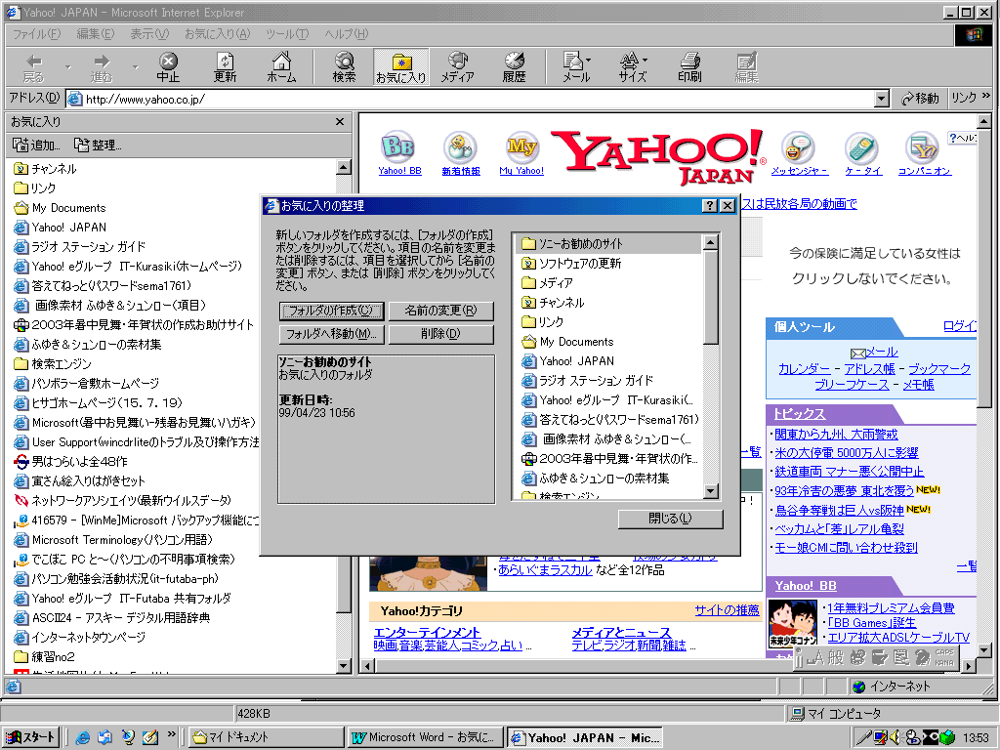 Yahoo! JAPAN - Microsoft Internet Explorer
ファイル(F) 編集(E) 表示(V) お気に入り(A) ツール(T) ヘルプ(H)
戻る 進む 中止 更新 ホーム 検索 お気に入り メディア 履歴 メール サイズ 印刷 編集
アドレス(D) http://www.yahoo.co.jp/ 移動 リンク »
お気に入り
追加... 整理...
チャンネル
リンク
My Documents
Yahoo! JAPAN
ラジオ ステーション ガイド
Yahoo! eグループ IT-Kurasiki(ホームページ)
答えてねっと(パスワードsema1761)
画像素材 ふゆき&シュンロー(項目)
2003年暑中見舞・年賀状の作成お助けサイト
ふゆき&シュンローの素材集
検索エンジン
パソボラー倉敷ホームページ
ヒサゴホームページ(15. 7. 19)
Microsoft(暑中お見舞い-残暑お見舞いハガキ)
User Support(wincdrliteのトラブル及び操作方法
男はつらいよ全48作
寅さん絵入りはがきセット
ネットワークアソシエイツ(最新ウイルスデータ)
416579 - [WinMe]Microsoft バックアップ機能につ
Microsoft Terminology(パソコン用語)
でこぽこ PC と~(パソコンの不明事項検索)
パソコン勉強会活動状況(it-futaba-ph)
Yahoo! eグループ IT-Futaba 共有フォルダ
ASCII24 - アスキー デジタル用語辞典
インターネットタウンページ
練習no2
Yahoo! BB 新着情報 My Yahoo! YAHOO! JAPAN メッセンジャー ケータイ コンパニオン
?ヘル
スは民放各局の動画で
今の保険に満足している女性は
クリックしないでください。
個人ツール ログイン
メール
カレンダー - アドレス帳 - ブックマーク
ブリーフケース - メモ帳
トピックス
・関東から九州、大雨警戒
・米の大停電 5000万人に影響
・鉄道車両 マナー悪く公開中止
・93年冷害の悪夢 東北を覆う NEW!
・鳥谷争奪戦は巨人vs阪神 NEW!
・ベッカムと「差」レアル亀裂
・モー娘CMに問い合わせ殺到
一覧
Yahoo! BB
未来少年コナン
・1年無料プレミアム会員費
・「BB Games」誕生
・エリア拡大ADSLケーブルTV
一覧
中!
・あらいぐまラスカル など全12作品
Yahoo!カテゴリ サイトの推薦
エンターテインメント
映画,音楽,芸能人,コミック,占い ...
メディアとニュース
テレビ,ラジオ,新聞,雑誌 ...
お気に入りの整理
新しいフォルダを作成するには、[フォルダの作成]
ボタンをクリックしてください。項目の名前を変更ま
たは削除するには、項目を選択してから [名前の
変更] ボタン、または [削除] ボタンをクリックしてく
ださい。
フォルダの作成(C) 名前の変更(R)
フォルダへ移動(M)... 削除(D)
ソニーお勧めのサイト
お気に入りのフォルダ
更新日時:
99/04/23 10:56
ソニーお勧めのサイト
ソフトウェアの更新
メディア
チャンネル
リンク
My Documents
Yahoo! JAPAN
ラジオ ステーション ガイド
Yahoo! eグループ IT-Kurasiki(...
答えてねっと(パスワードsema1761)
画像素材 ふゆき&シュンロー(...
2003年暑中見舞・年賀状の作...
ふゆき&シュンローの素材集
検索エンジン
閉じる(L)
A 般 CAPS KANA
インターネット
428KB マイ コンピュータ
スタート » マイ ドキュメント Microsoft Word - お気に... Yahoo! JAPAN - Mic... 13:53